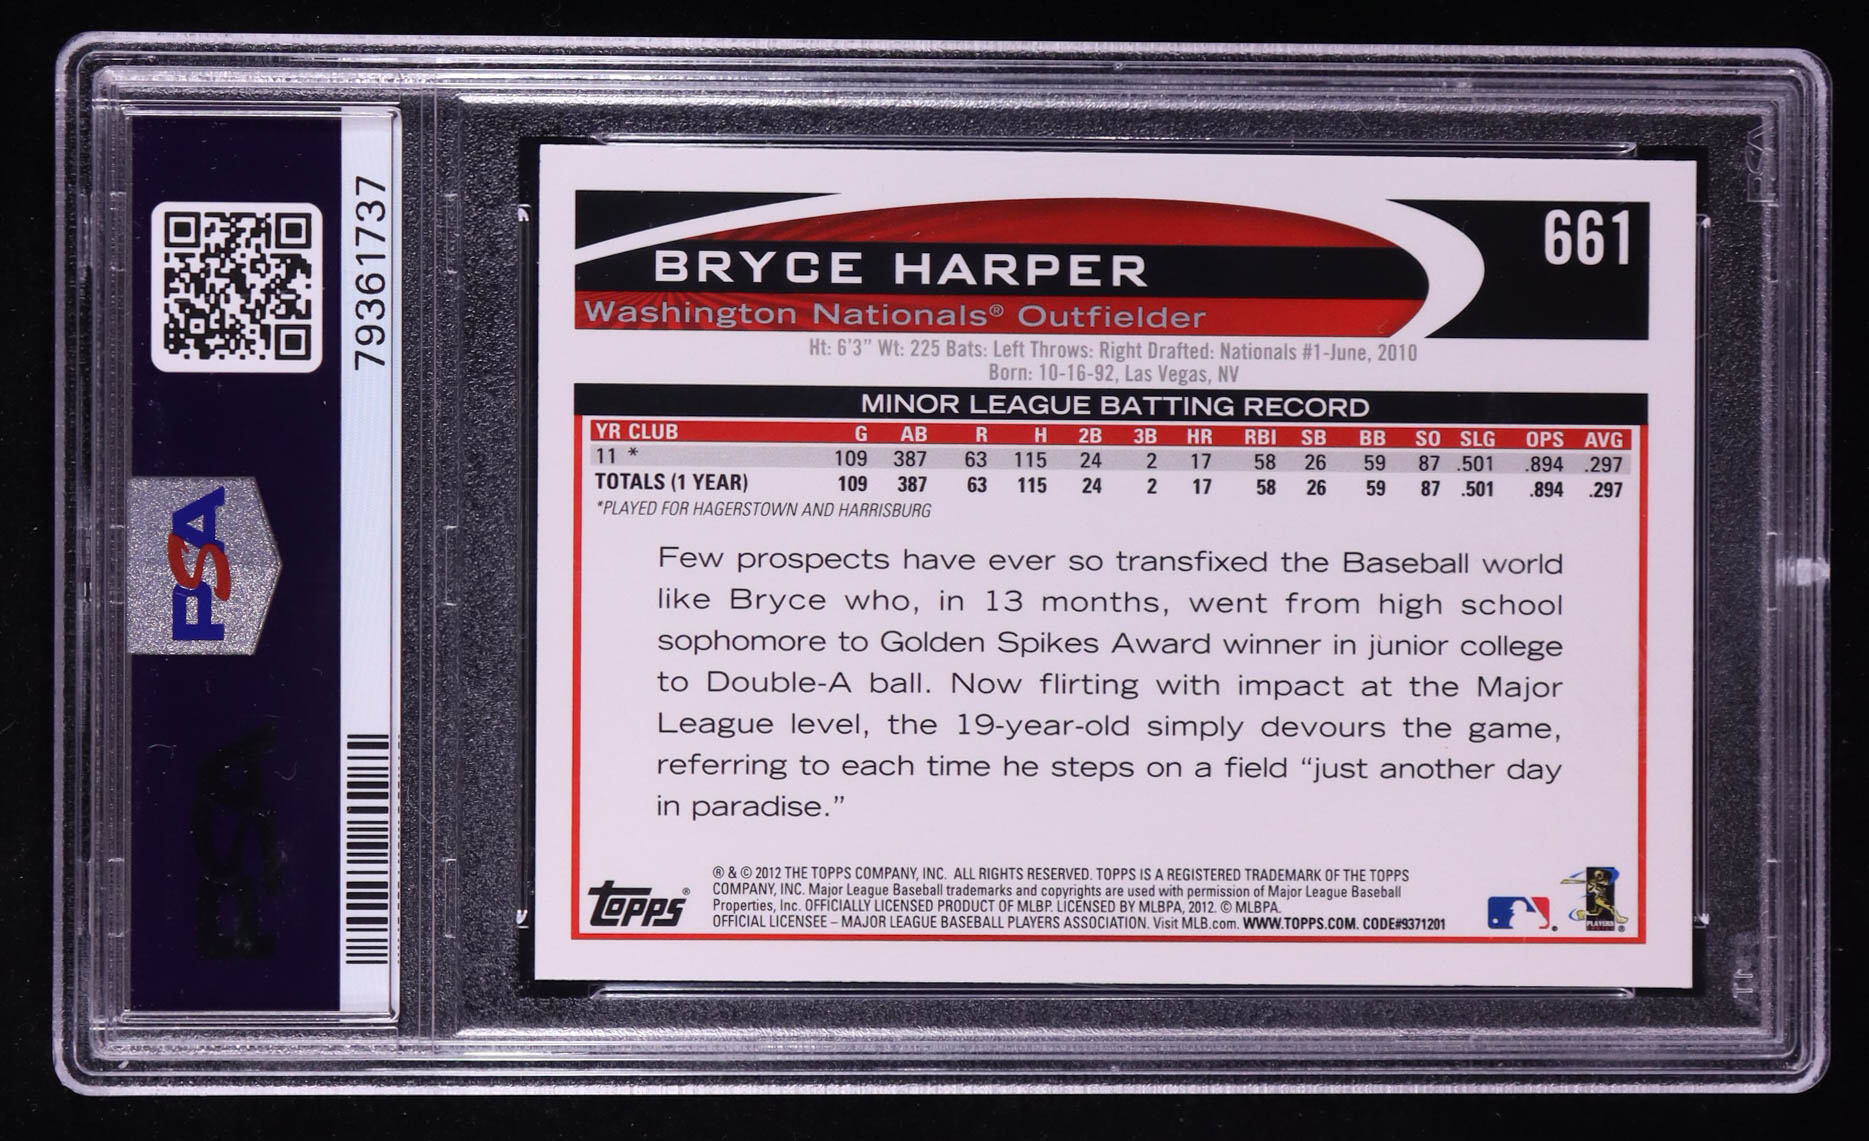 79361737
PSA
PSA
661
BRYCE HARPER
Washington Nationals® Outfielder
Ht: 6'3" Wt: 225 Bats: Left Throws: Right Drafted: Nationals #1-June, 2010
Born: 10-16-92, Las Vegas, NV
MINOR LEAGUE BATTING RECORD
YR CLUB G AB R H 2B 3B HR RBI SB BB SO SLG OPS AVG
11 * 109 387 63 115 24 2 17 58 26 59 87 .501 .894 .297
TOTALS (1 YEAR) 109 387 63 115 24 2 17 58 26 59 87 .501 .894 .297
*PLAYED FOR HAGERSTOWN AND HARRISBURG
Few prospects have ever so transfixed the Baseball world
like Bryce who, in 13 months, went from high school
sophomore to Golden Spikes Award winner in junior college
to Double-A ball. Now flirting with impact at the Major
League level, the 19-year-old simply devours the game,
referring to each time he steps on a field “just another day
in paradise.”
Topps®
® & © 2012 THE TOPPS COMPANY, INC. ALL RIGHTS RESERVED. TOPPS IS A REGISTERED TRADEMARK OF THE TOPPS
COMPANY, INC. Major League Baseball trademarks and copyrights are used with permission of Major League Baseball
Properties, Inc. OFFICIALLY LICENSED PRODUCT OF MLBP. LICENSED BY MLBPA, 2012. © MLBPA.
OFFICIAL LICENSEE – MAJOR LEAGUE BASEBALL PLAYERS ASSOCIATION. Visit MLB.com. WWW.TOPPS.COM. CODE#9371201
PLAYERS
PSA